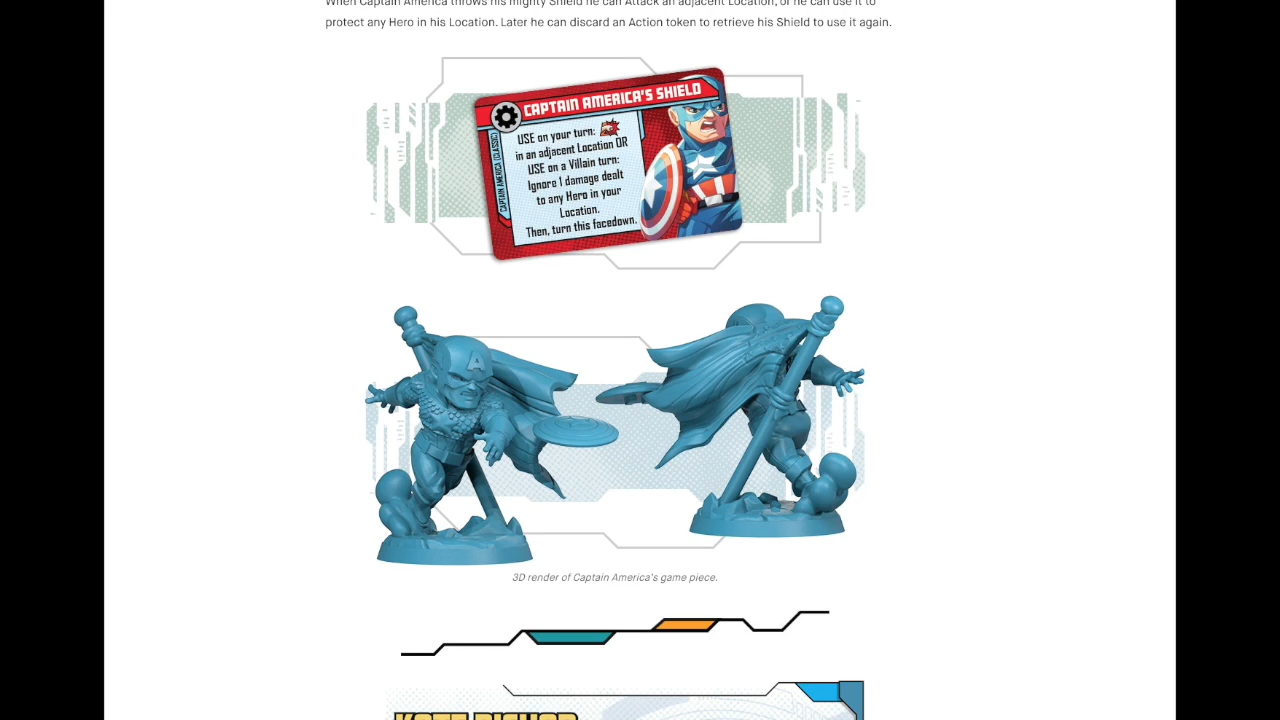 When Captain America throws his mighty Shield he can Attack an adjacent Location, or he can use it to
protect any Hero in his Location. Later he can discard an Action token to retrieve his Shield to use it again.
CAPTAIN AMERICA'S SHIELD
CAPTAIN AMERICA (CLASSIC)
USE on your turn:
in an adjacent Location OR
USE on a Villain turn:
Ignore 1 damage dealt
to any Hero in your
Location.
Then, turn this facedown.
A
3D render of Captain America's game piece.
KATE BISHOP